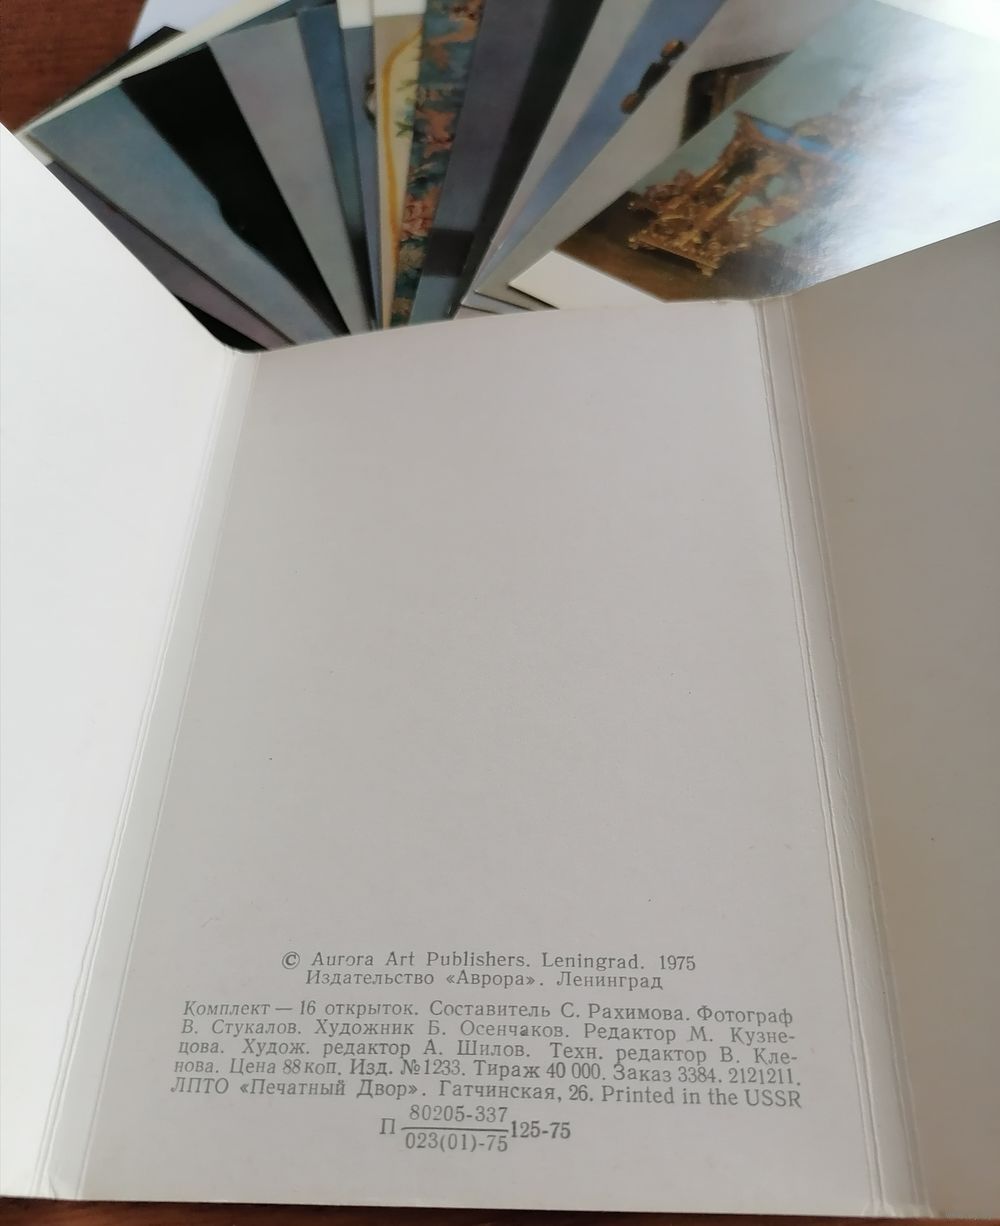 © Aurora Art Publishers. Leningrad. 1975
Издательство «Аврора». Ленинград
Комплект — 16 открыток. Составитель С. Рахимова. Фотограф
В. Стукалов. Художник Б. Осенчаков. Редактор М. Кузне-
цова. Худож. редактор А. Шилов. Техн. редактор В. Кле-
нова. Цена 88 коп. Изд. №1233. Тираж 40 000. Заказ 3384. 2121211.
ЛПТО «Печатный Двор». Гатчинская, 26. Printed in the USSR
80205-337
П 125-75
023(01)-75